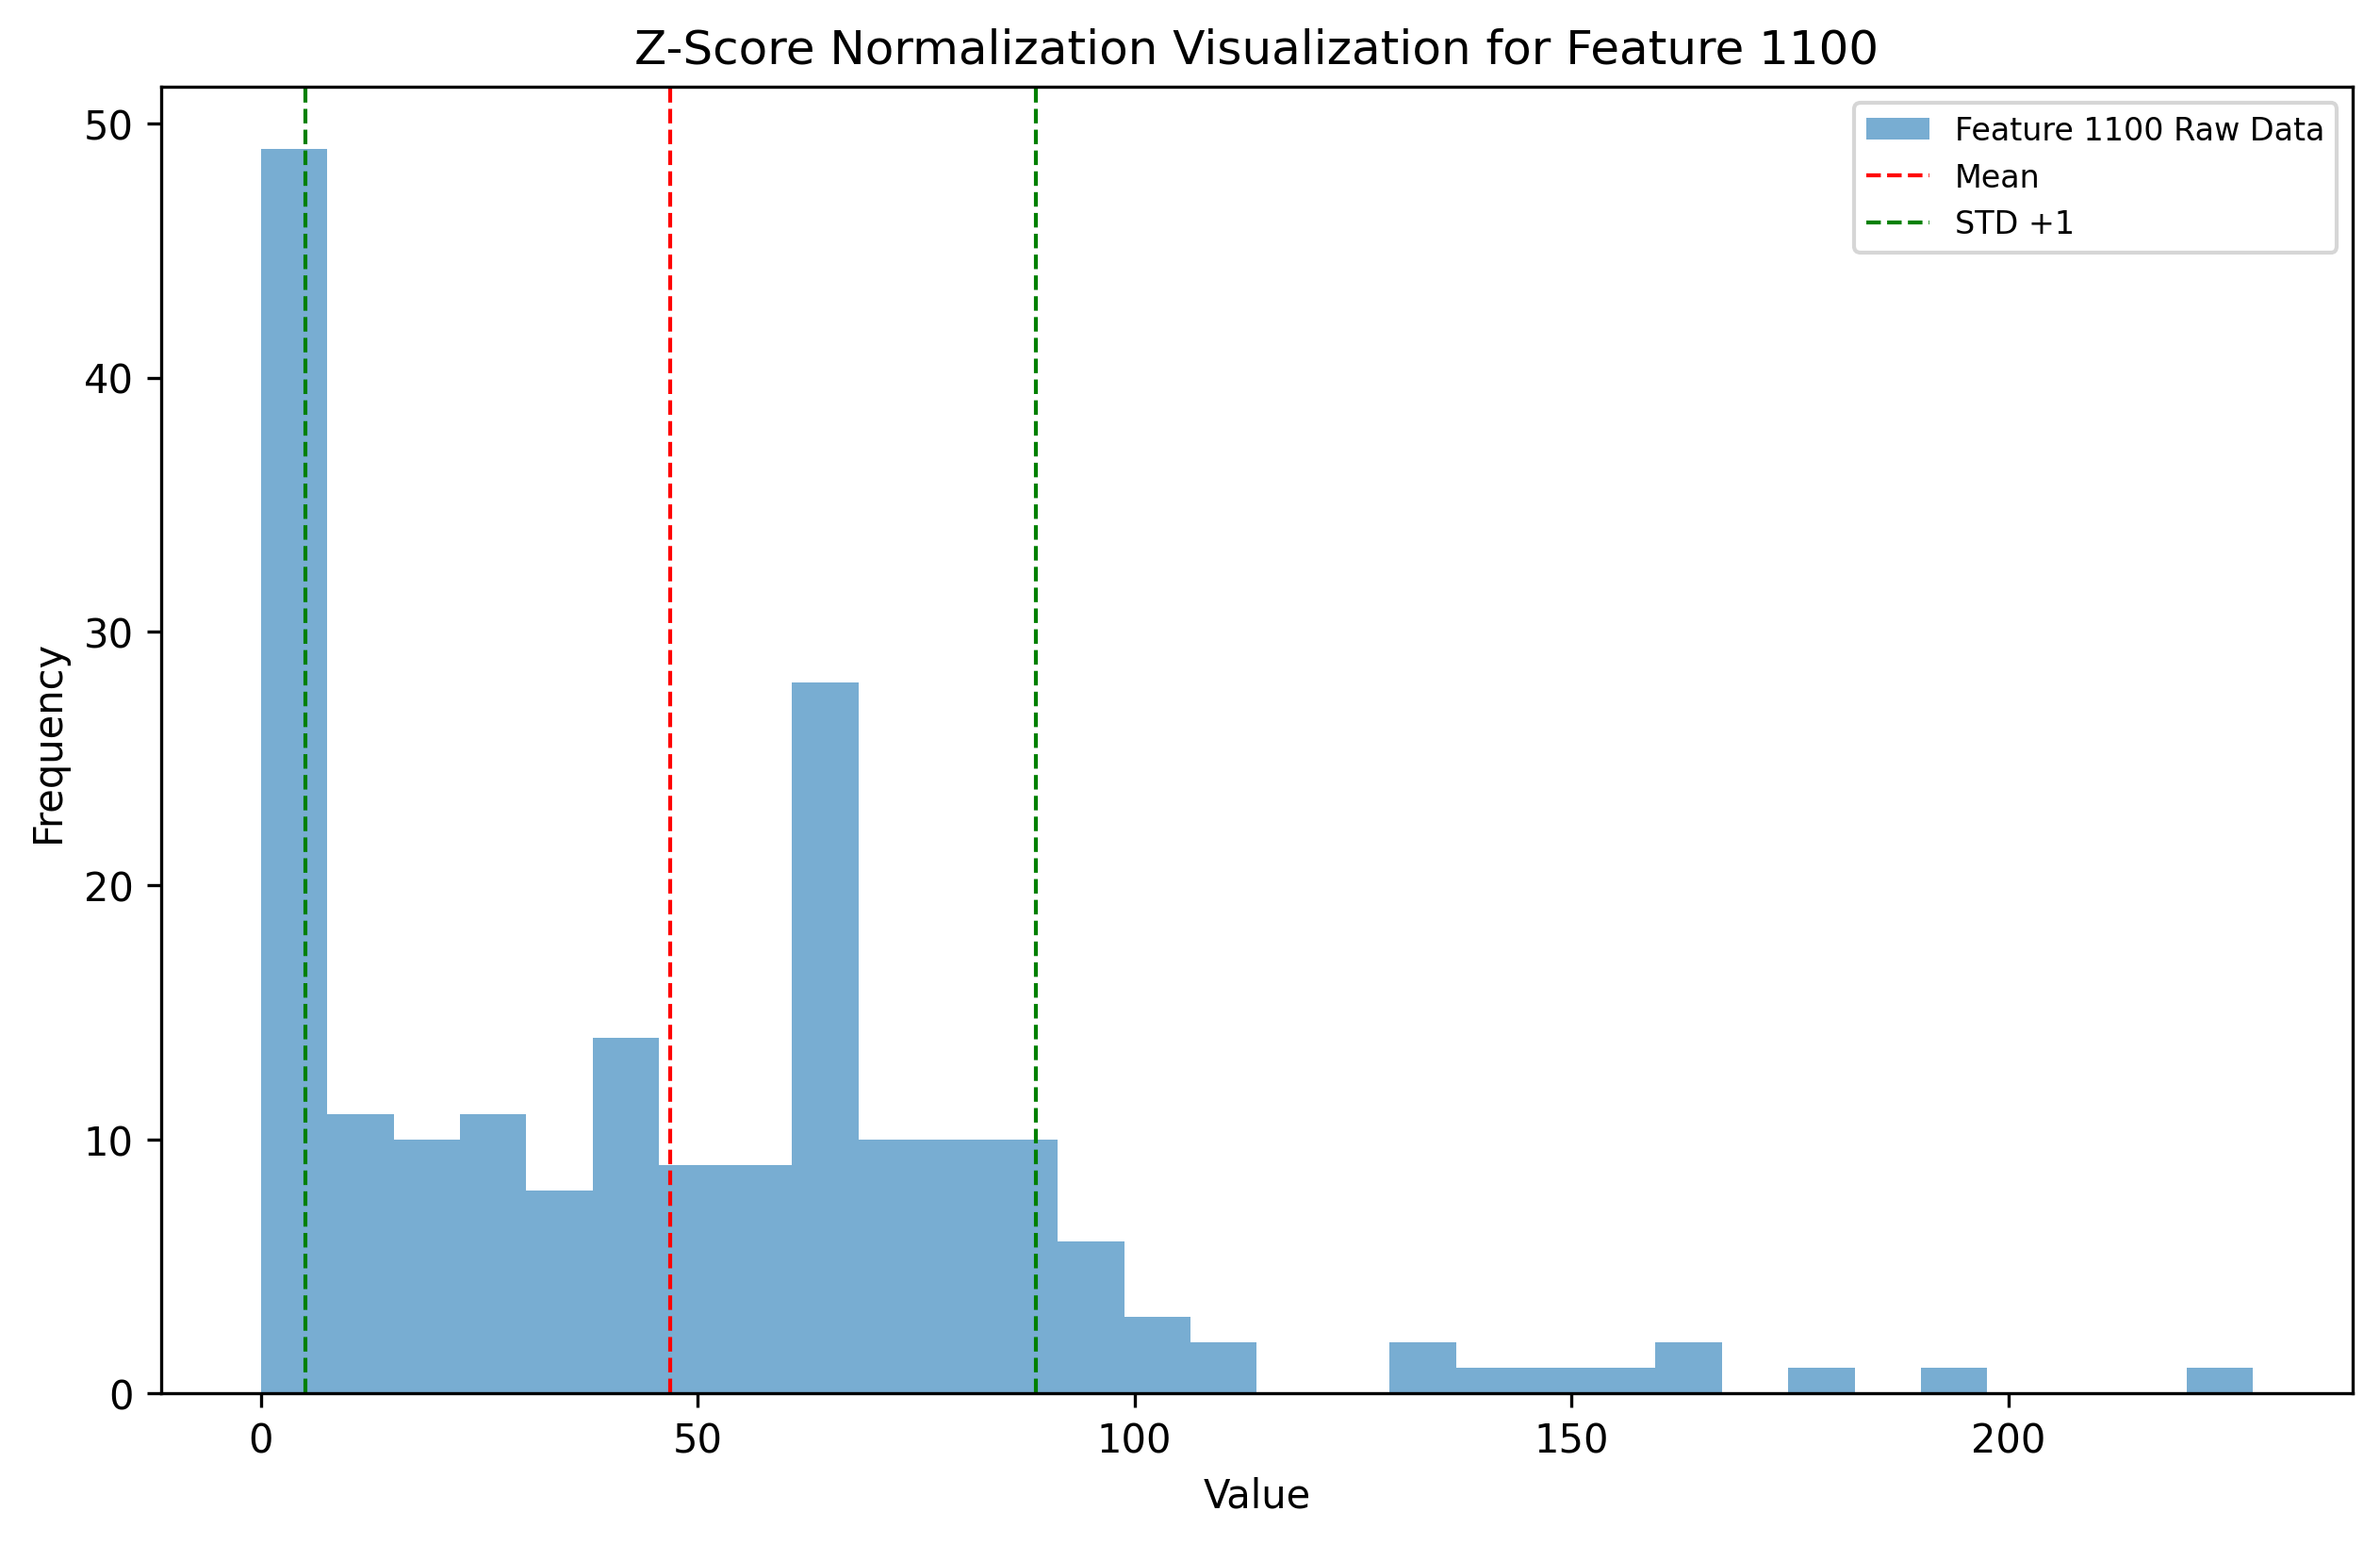 Z-Score Normalization Visualization for Feature 1100
Feature 1100 Raw Data
Mean
STD +1
50
40
30
20
10
0
Frequency
0 50 100 150 200
Value